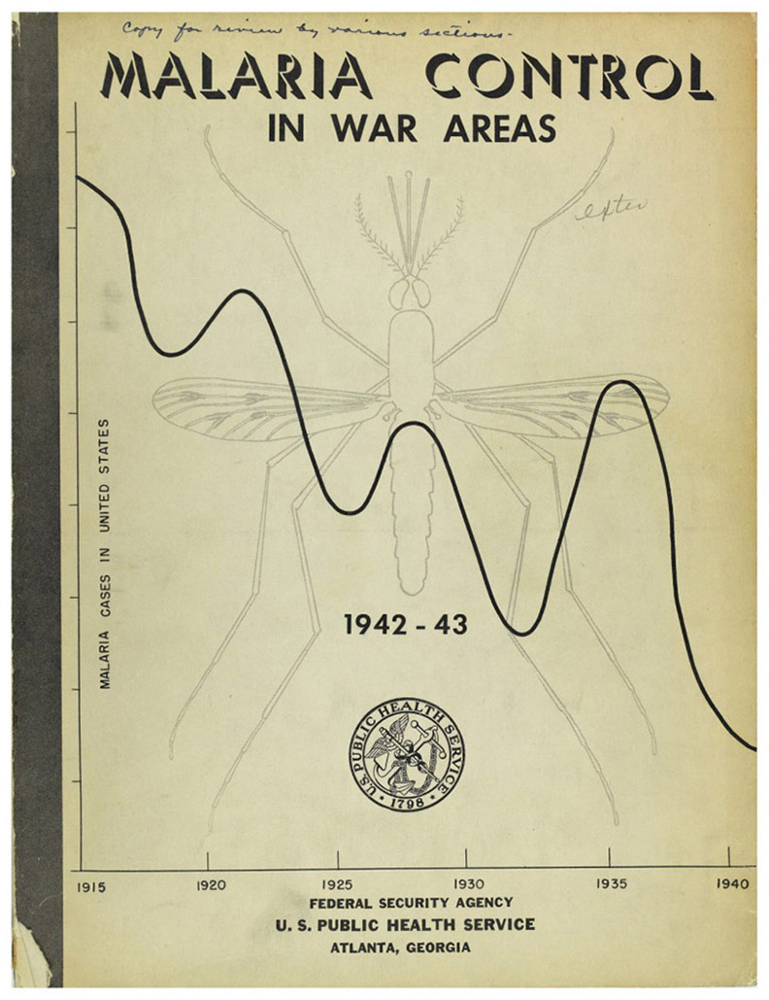 Copy for review by various sections-
MALARIA CONTROL
IN WAR AREAS
MALARIA CASES IN UNITED STATES
1942-43
U.S. PUBLIC HEALTH SERVICE
1798
1915 1920 1925 1930 1935 1940
FEDERAL SECURITY AGENCY
U. S. PUBLIC HEALTH SERVICE
ATLANTA, GEORGIA